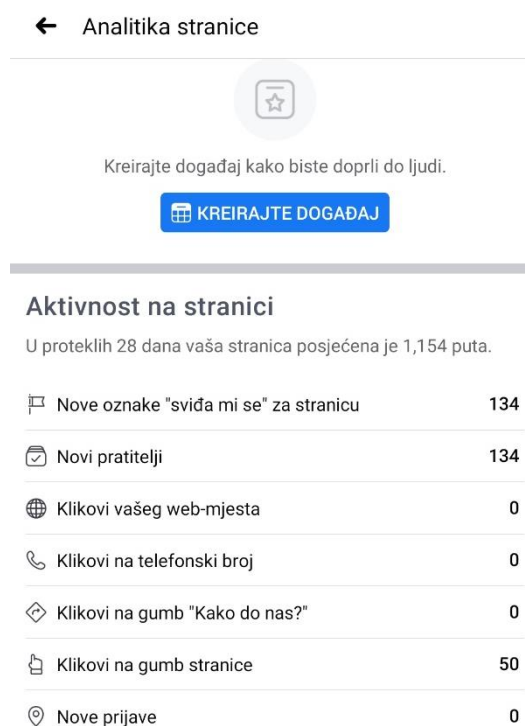 Analitika stranice
Kreirajte događaj kako biste doprli do ljudi.
KREIRAJTE DOGAĐAJ
Aktivnost na stranici
U proteklih 28 dana vaša stranica posjećena je 1,154 puta.
Nove oznake "sviđa mi se" za stranicu 134
Novi pratitelji 134
Klikovi vašeg web-mjesta 0
Klikovi na telefonski broj 0
Klikovi na gumb "Kako do nas?" 0
Klikovi na gumb stranice 50
Nove prijave 0